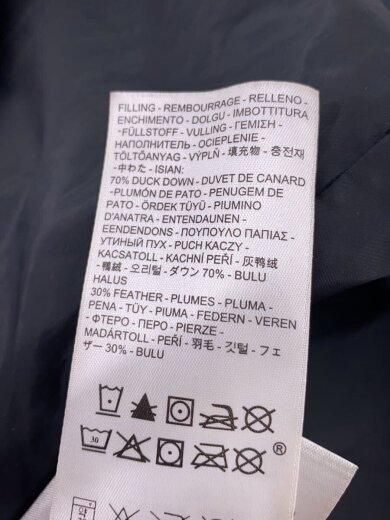 FILLING - REMBOURRAGE - RELLENO -
ENCHIMENTO - DOLGU - IMBOTTITURA
-FÜLLSTOFF - VULLING - ΓΕΜΙΣΗ -
НАПОЛНИТЕЛЬ - OCIEPLENIE -
TÖLTŐANYAG - VÝPLŇ - 填充物 - 충전재
-中わた - ISIAN:
70% DUCK DOWN - DUVET DE CANARD
-PLUMÓN DE PATO - PENUGEM DE
PATO - ÖRDEK TÜYÜ - PIUMINO
D'ANATRA - ENTENDAUNEN -
EENDENDONS - ΠΟΥΠΟΥΛΟ ΠΑΠΙΑΣ -
УТИНЫЙ ПУХ - PUCH KACZY -
KACSATOLL - KACHNÍ PEŘÍ - 灰鸭绒
- 鴨絨 - 오리털 - ダウン 70% - BULU
HALUS
30% FEATHER - PLUMES - PLUMA -
PENA - TÜY - PIUMA - FEDERN - VEREN
- ΦΤΕΡΟ - ПЕРО - PIERZE -
MADÁRTOLL - PEŘÍ - 羽毛 - 깃털 - フェ
ザー 30% - BULU
30 ®